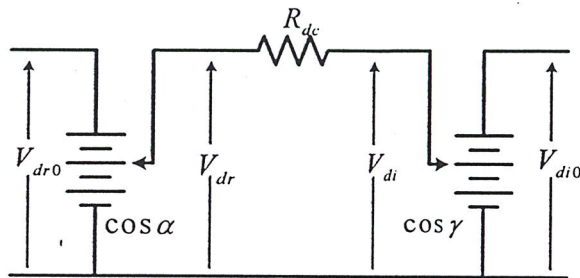 R_dc
V_dr0
V_dr
V_di
V_di0
cos α
cos γ